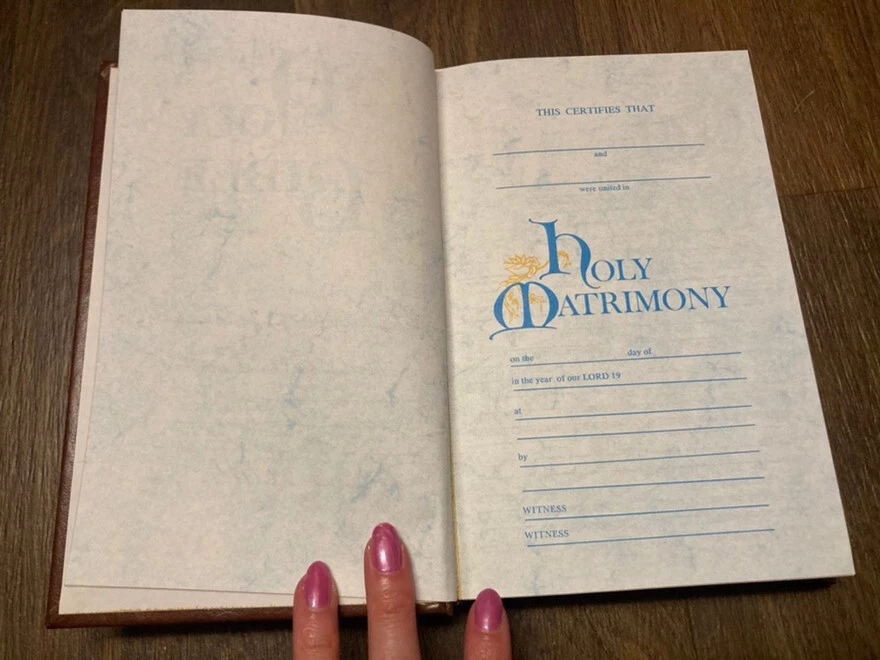 THIS CERTIFIES THAT
and
were united in
HOLY
MATRIMONY
on the day of
in the year of our LORD 19
at
by
WITNESS
WITNESS